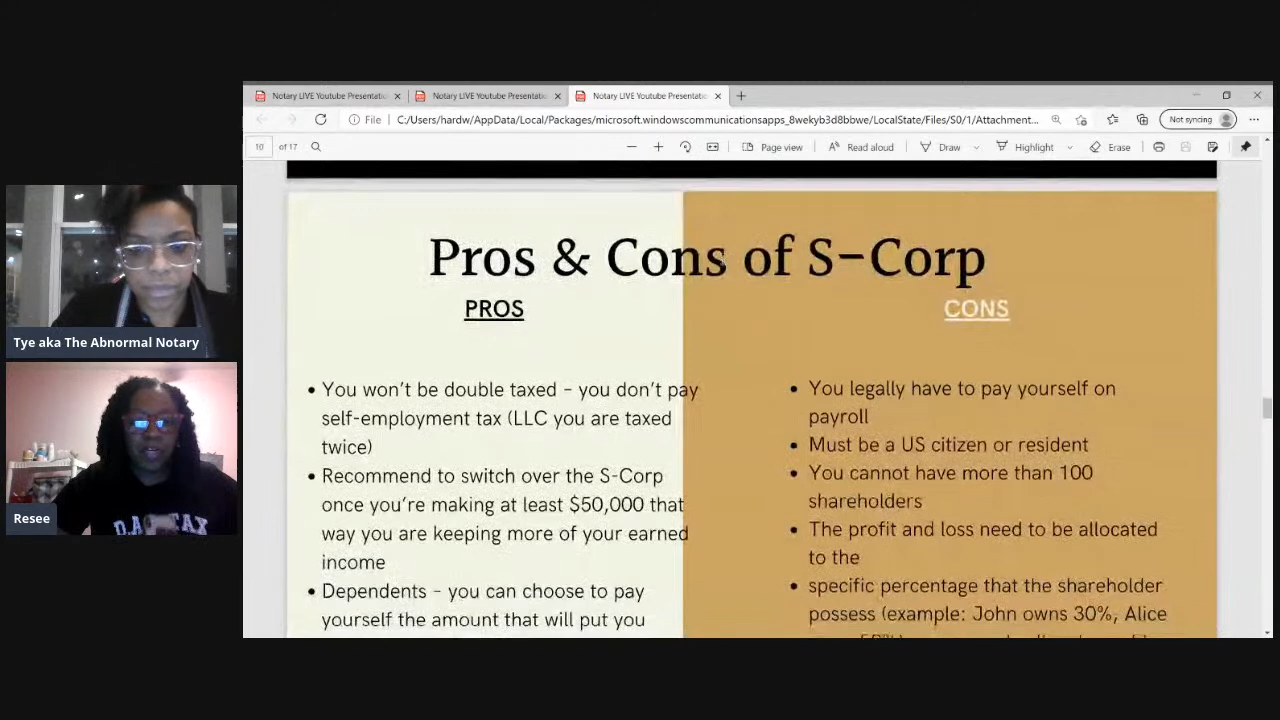 Notary LIVE Youtube Presentatio
Notary LIVE Youtube Presentatio
Notary LIVE Youtube Presentatio
File
C:/Users/hardw/AppData/Local/Packages/microsoft.windowscommunicationsapps_8wekyb3d8bbwe/LocalState/Files/S0/1/Attachment...
Not syncing
10 of 17
Page view
Read aloud
Draw
Highlight
Erase
Pros & Cons of S-Corp
PROS
You won't be double taxed – you don't pay
self-employment tax (LLC you are taxed
twice)
Recommend to switch over the S-Corp
once you're making at least $50,000 that
way you are keeping more of your earned
income
Dependents – you can choose to pay
yourself the amount that will put you
CONS
You legally have to pay yourself on
payroll
Must be a US citizen or resident
You cannot have more than 100
shareholders
The profit and loss need to be allocated
to the
specific percentage that the shareholder
possess (example: John owns 30%, Alice
Tye aka The Abnormal Notary
Resee